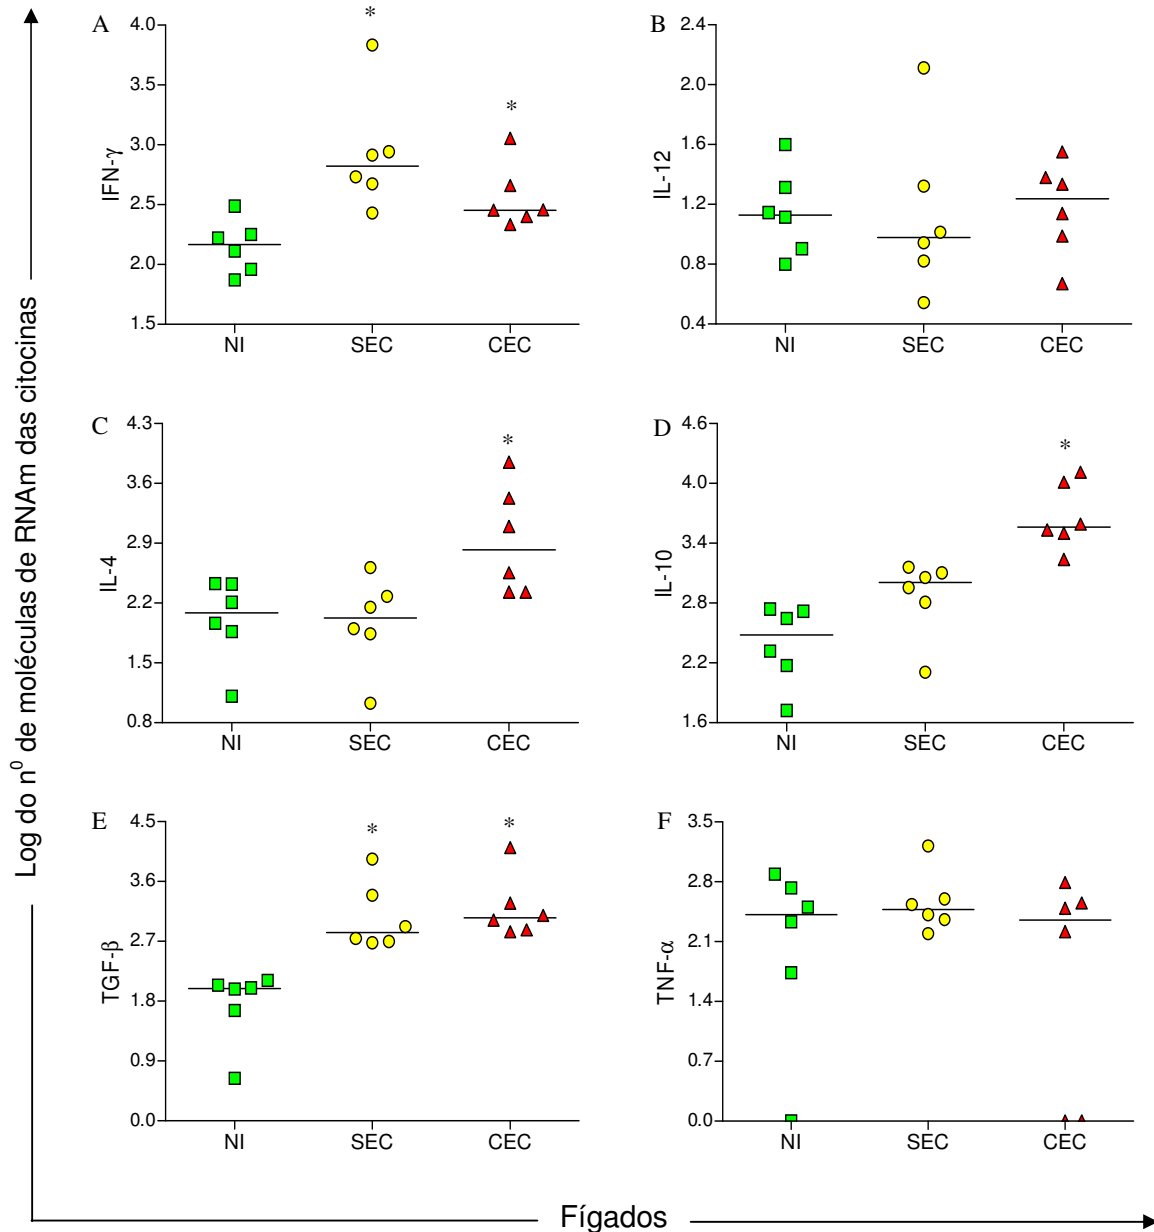 Log do n⁰ de moléculas de RNAm das citocinas
A
*
*
IFN-γ
4.0
3.5
3.0
2.5
2.0
1.5
NI SEC CEC
B
IL-12
2.4
2.0
1.6
1.2
0.8
0.4
NI SEC CEC
C
*
IL-4
4.3
3.6
2.9
2.2
1.5
0.8
NI SEC CEC
D
*
IL-10
4.6
4.0
3.4
2.8
2.2
1.6
NI SEC CEC
E
*
*
TGF-β
4.5
3.6
2.7
1.8
0.9
0.0
NI SEC CEC
F
TNF-α
3.5
2.8
2.1
1.4
0.7
0.0
NI SEC CEC
Fígados